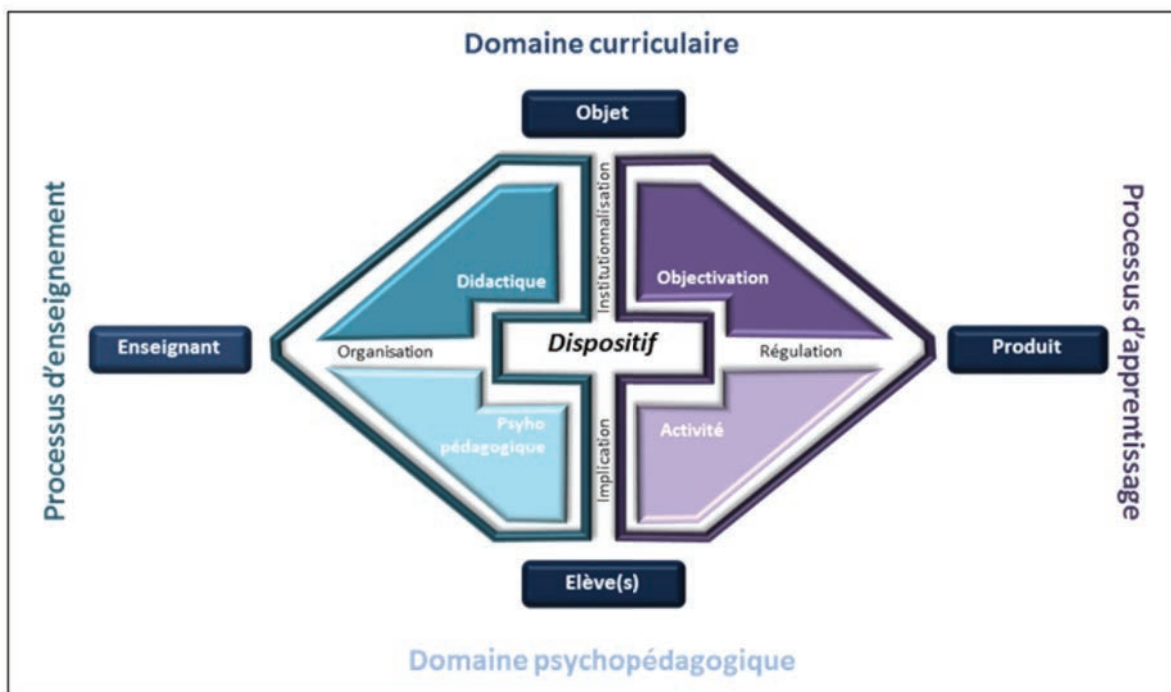 Domaine curriculaire
Objet
Processus d'enseignement
Processus d'apprentissage
Institutionnalisation
Didactique
Objectivation
Enseignant
Organisation
Dispositif
Régulation
Produit
Psyho
pédagogique
Activité
Implication
Elève(s)
Domaine psychopédagogique